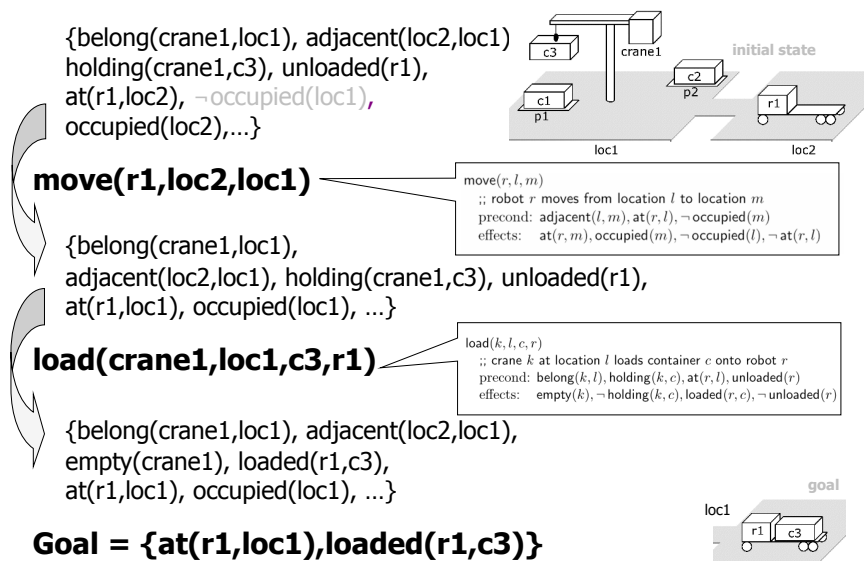 {belong(crane1,loc1), adjacent(loc2,loc1)
holding(crane1,c3), unloaded(r1),
at(r1,loc2), ¬occupied(loc1),
occupied(loc2),…}
c3
crane1
initial state
c2
p2
c1
p1
r1
loc1
loc2
move(r1,loc2,loc1)
move(r, l, m)
;; robot r moves from location l to location m
precond: adjacent(l, m), at(r, l), ¬ occupied(m)
effects: at(r, m), occupied(m), ¬ occupied(l), ¬ at(r, l)
{belong(crane1,loc1),
adjacent(loc2,loc1), holding(crane1,c3), unloaded(r1),
at(r1,loc1), occupied(loc1), …}
load(crane1,loc1,c3,r1)
load(k, l, c, r)
;; crane k at location l loads container c onto robot r
precond: belong(k, l), holding(k, c), at(r, l), unloaded(r)
effects: empty(k), ¬ holding(k, c), loaded(r, c), ¬ unloaded(r)
{belong(crane1,loc1), adjacent(loc2,loc1),
empty(crane1), loaded(r1,c3),
at(r1,loc1), occupied(loc1), …}
goal
loc1
r1
c3
Goal = {at(r1,loc1),loaded(r1,c3)}